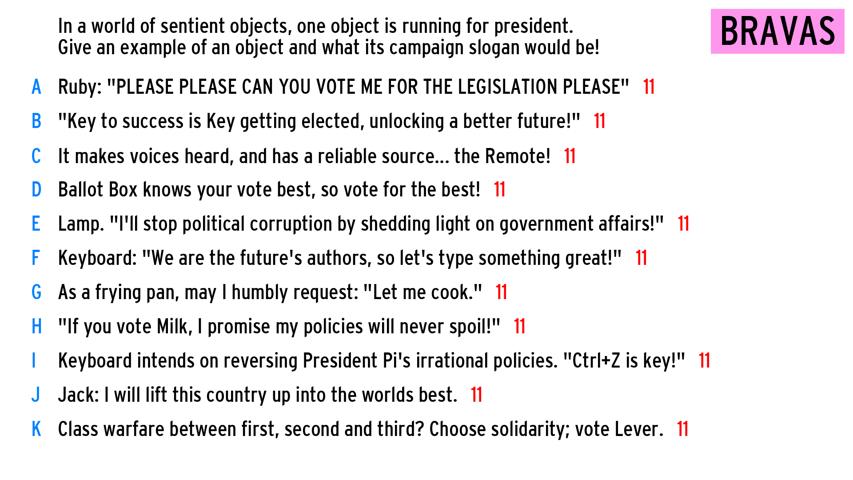 In a world of sentient objects, one object is running for president.
Give an example of an object and what its campaign slogan would be!
BRAVAS
A Ruby: "PLEASE PLEASE CAN YOU VOTE ME FOR THE LEGISLATION PLEASE" 11
B "Key to success is Key getting elected, unlocking a better future!" 11
C It makes voices heard, and has a reliable source... the Remote! 11
D Ballot Box knows your vote best, so vote for the best! 11
E Lamp. "I'll stop political corruption by shedding light on government affairs!" 11
F Keyboard: "We are the future's authors, so let's type something great!" 11
G As a frying pan, may I humbly request: "Let me cook." 11
H "If you vote Milk, I promise my policies will never spoil!" 11
I Keyboard intends on reversing President Pi's irrational policies. "Ctrl+Z is key!" 11
J Jack: I will lift this country up into the worlds best. 11
K Class warfare between first, second and third? Choose solidarity; vote Lever. 11